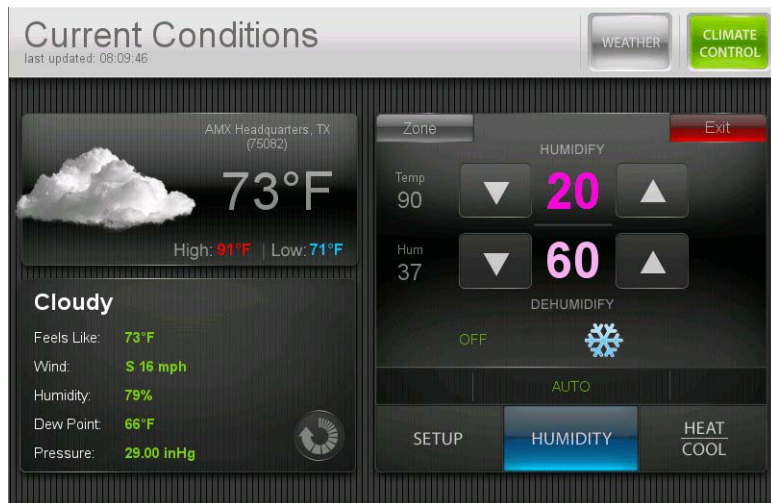 Current Conditions
last updated: 08:09:46
WEATHER
CLIMATE
CONTROL
AMX Headquarters, TX
(75082)
73°F
High: 91°F | Low: 71°F
Cloudy
Feels Like: 73°F
Wind: S 16 mph
Humidity: 79%
Dew Point: 66°F
Pressure: 29.00 inHg
Zone
Exit
HUMIDIFY
Temp
90
20
Hum
37
60
DEHUMIDIFY
OFF
AUTO
SETUP
HUMIDITY
HEAT
COOL